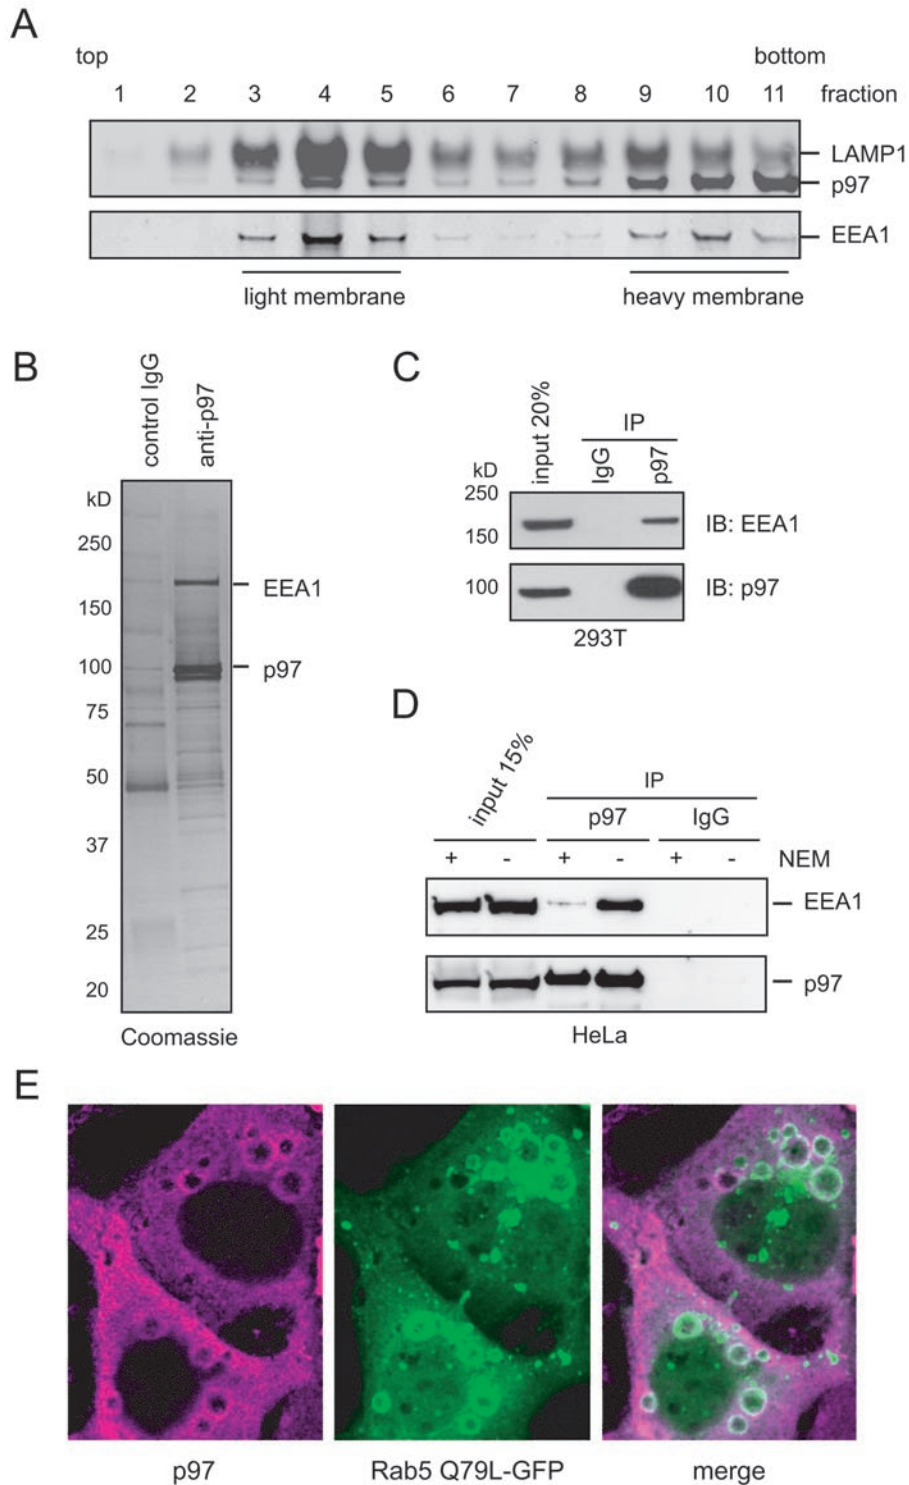 A
top bottom
1 2 3 4 5 6 7 8 9 10 11 fraction
LAMP1
p97
EEA1
light membrane heavy membrane
B
control IgG
anti-p97
kD
250
150
100
75
50
37
25
20
EEA1
p97
Coomassie
C
input 20%
IP
IgG
p97
kD
250
150
100
IB: EEA1
IB: p97
293T
D
input 15%
IP
p97 IgG
+ - + - + - NEM
EEA1
p97
HeLa
E
p97 Rab5 Q79L-GFP merge